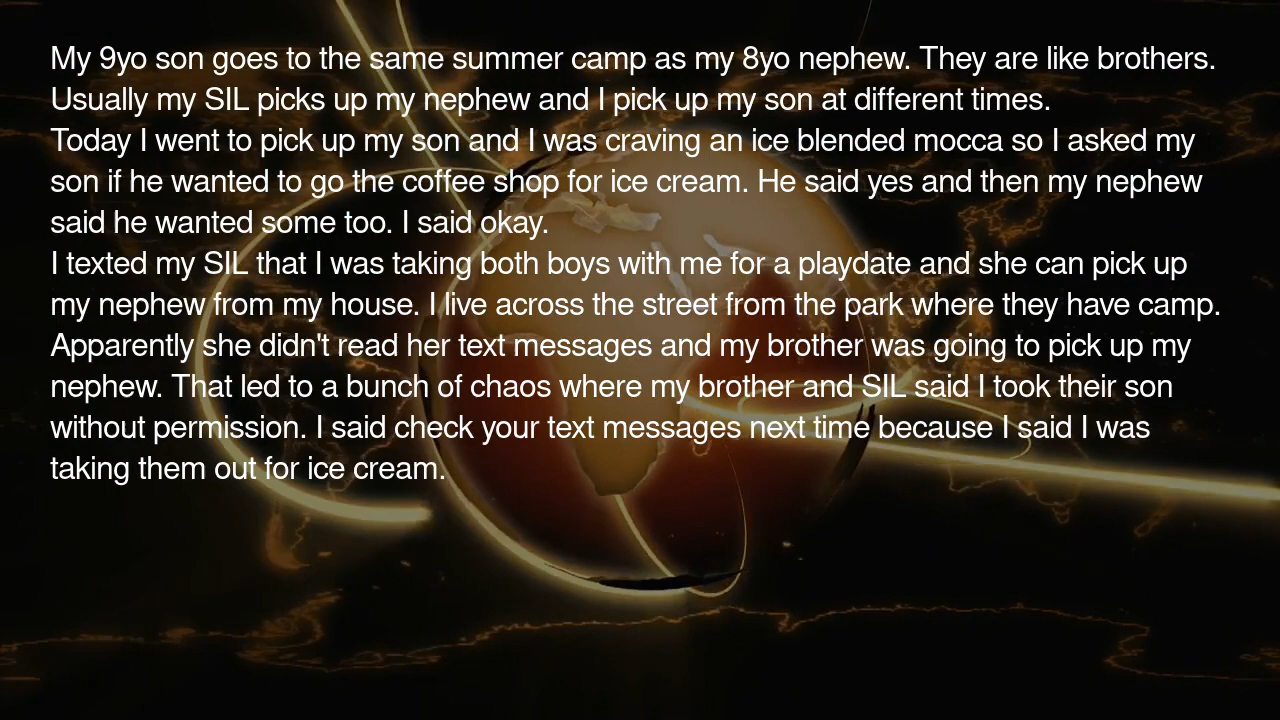 My 9yo son goes to the same summer camp as my 8yo nephew. They are like brothers.
Usually my SIL picks up my nephew and I pick up my son at different times.
Today I went to pick up my son and I was craving an ice blended mocca so I asked my
son if he wanted to go the coffee shop for ice cream. He said yes and then my nephew
said he wanted some too. I said okay.
I texted my SIL that I was taking both boys with me for a playdate and she can pick up
my nephew from my house. I live across the street from the park where they have camp.
Apparently she didn't read her text messages and my brother was going to pick up my
nephew. That led to a bunch of chaos where my brother and SIL said I took their son
without permission. I said check your text messages next time because I said I was
taking them out for ice cream.